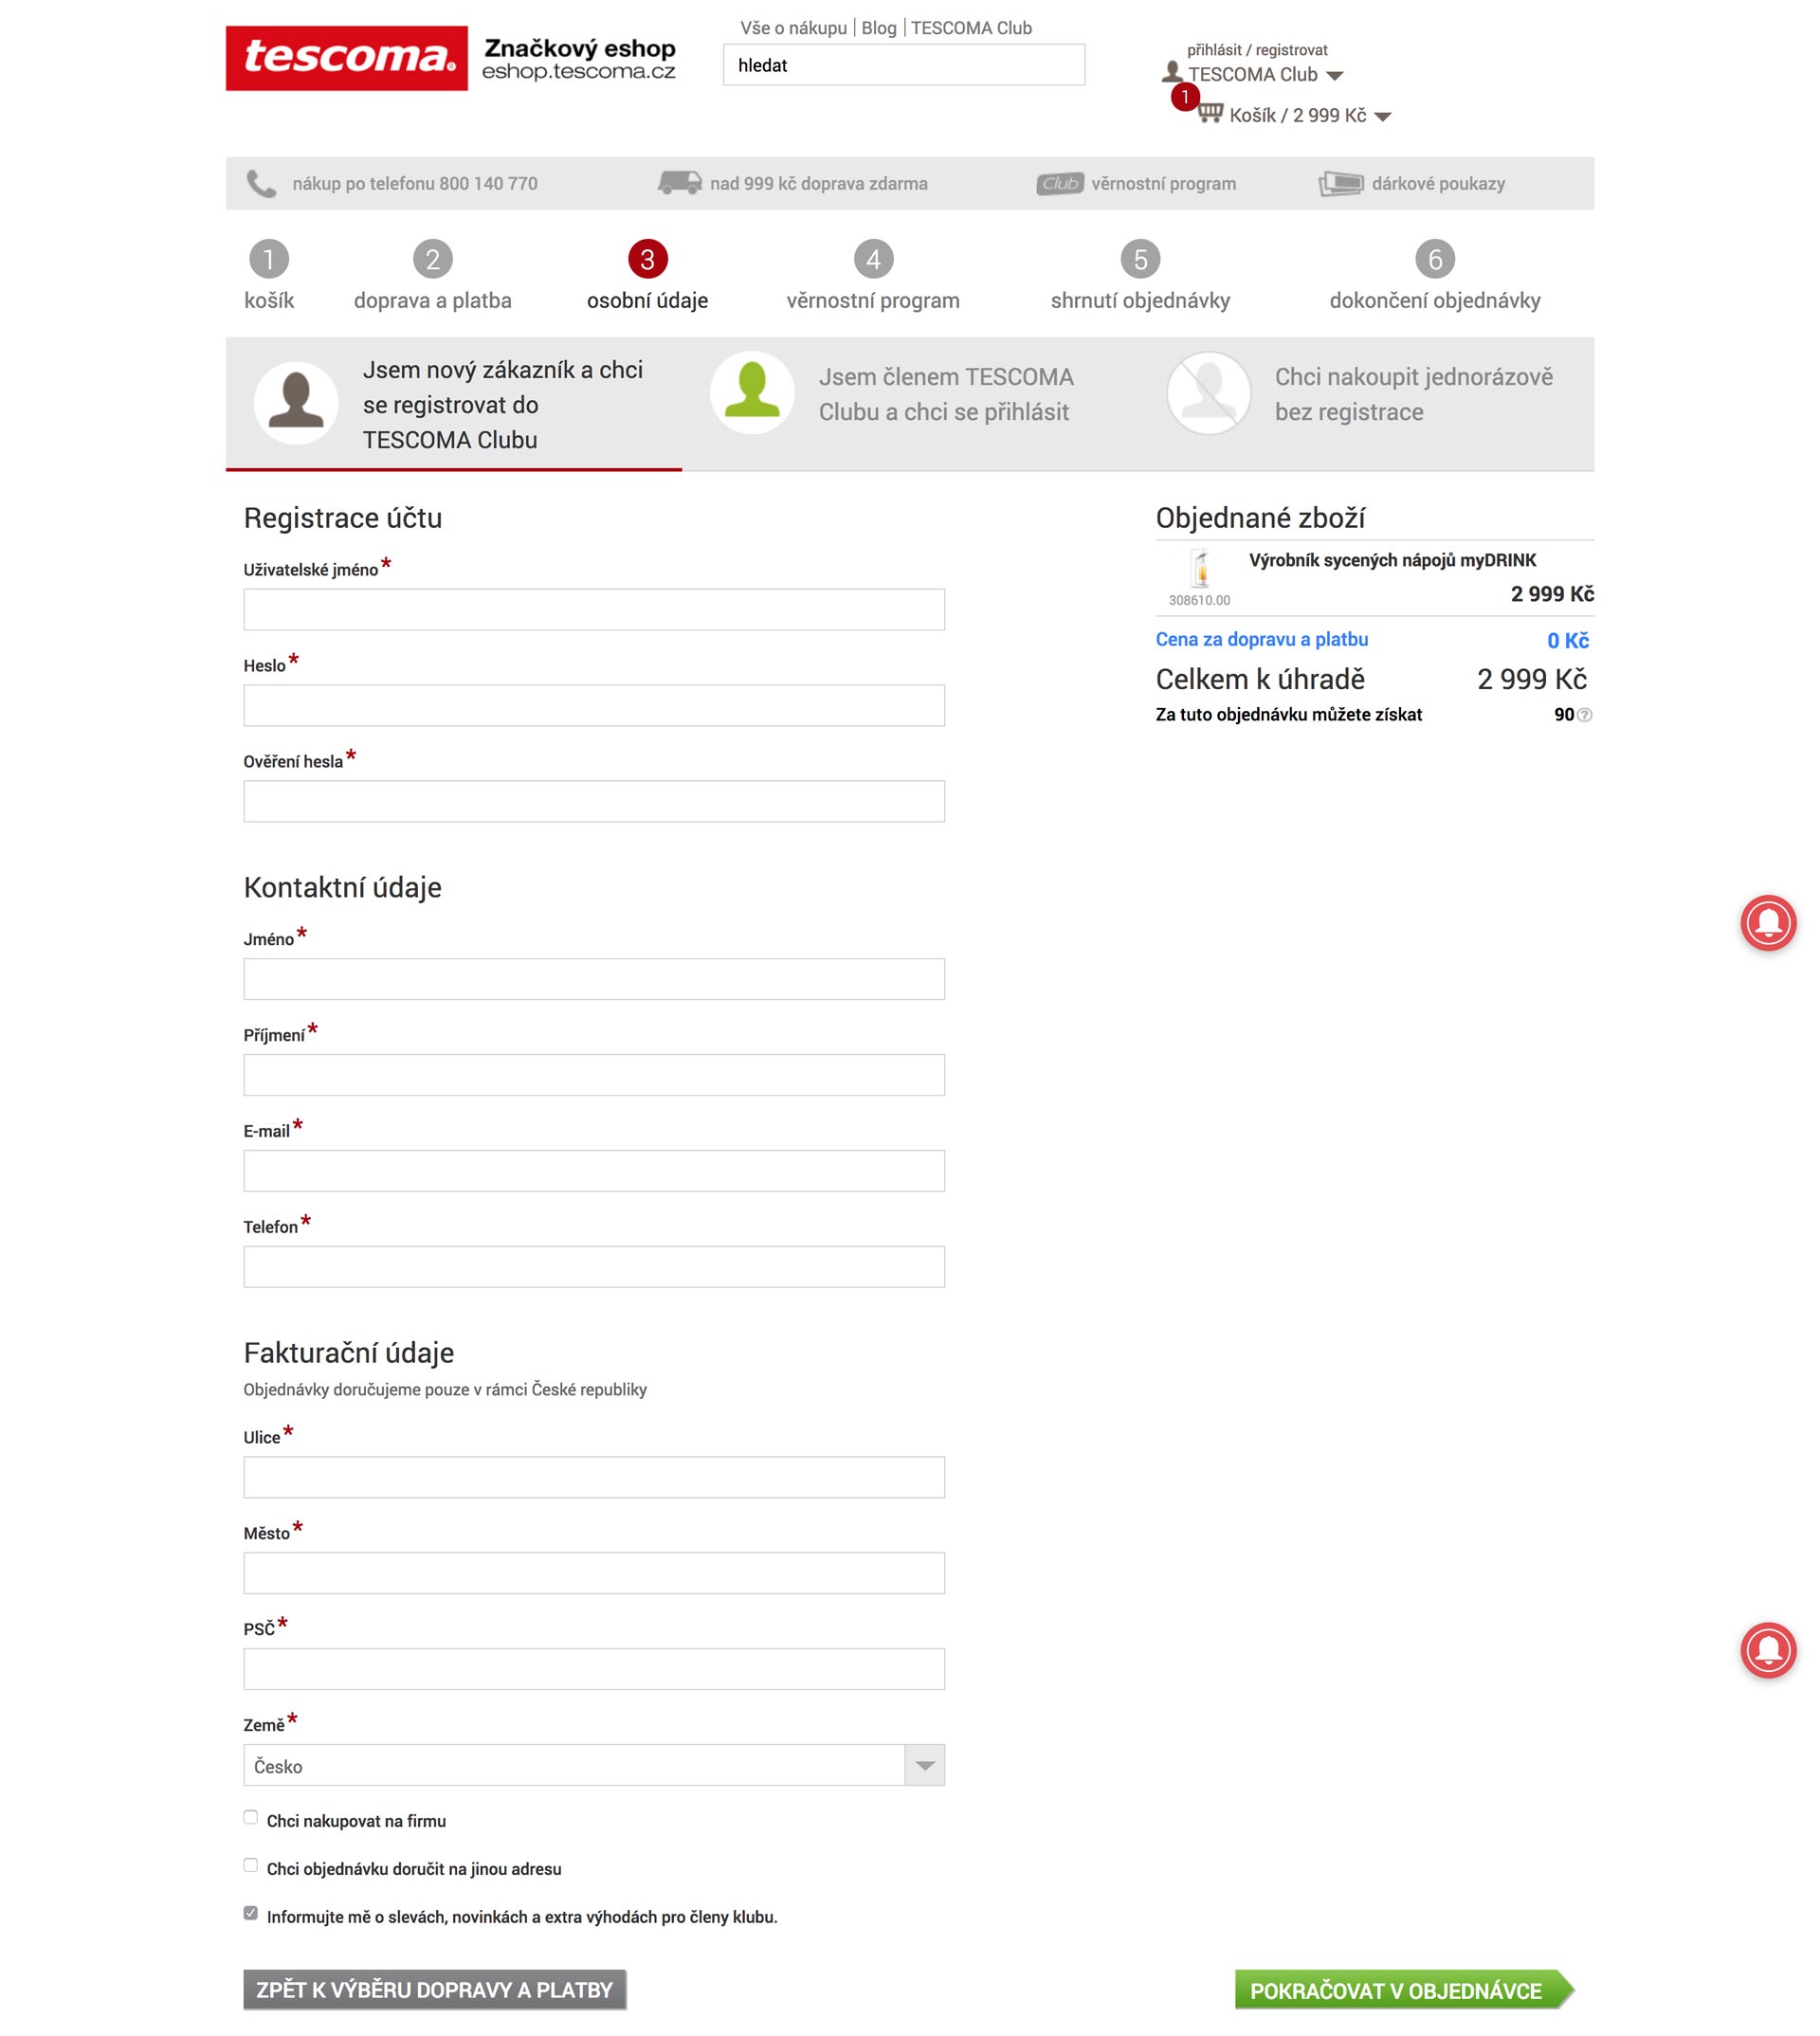 tescoma.
Značkový eshop
eshop.tescoma.cz
Vše o nákupu | Blog | TESCOMA Club
hledat
přihlásit / registrovat
TESCOMA Club
1
Košík / 2 999 Kč
nákup po telefonu 800 140 770
nad 999 kč doprava zdarma
Club věrnostní program
dárkové poukazy
1
košík
2
doprava a platba
3
osobní údaje
4
věrnostní program
5
shrnutí objednávky
6
dokončení objednávky
Jsem nový zákazník a chci
se registrovat do
TESCOMA Clubu
Jsem členem TESCOMA
Clubu a chci se přihlásit
Chci nakoupit jednorázově
bez registrace
Registrace účtu
Uživatelské jméno*
Heslo*
Ověření hesla*
Kontaktní údaje
Jméno*
Příjmení*
E-mail*
Telefon*
Fakturační údaje
Objednávky doručujeme pouze v rámci České republiky
Ulice*
Město*
PSČ*
Země*
Česko
Chci nakupovat na firmu
Chci objednávku doručit na jinou adresu
Informujte mě o slevách, novinkách a extra výhodách pro členy klubu.
ZPĚT K VÝBĚRU DOPRAVY A PLATBY
Objednané zboží
Výrobník sycených nápojů myDRINK
308610.00
2 999 Kč
Cena za dopravu a platbu 0 Kč
Celkem k úhradě 2 999 Kč
Za tuto objednávku můžete získat 90 ?
POKRAČOVAT V OBJEDNÁVCE